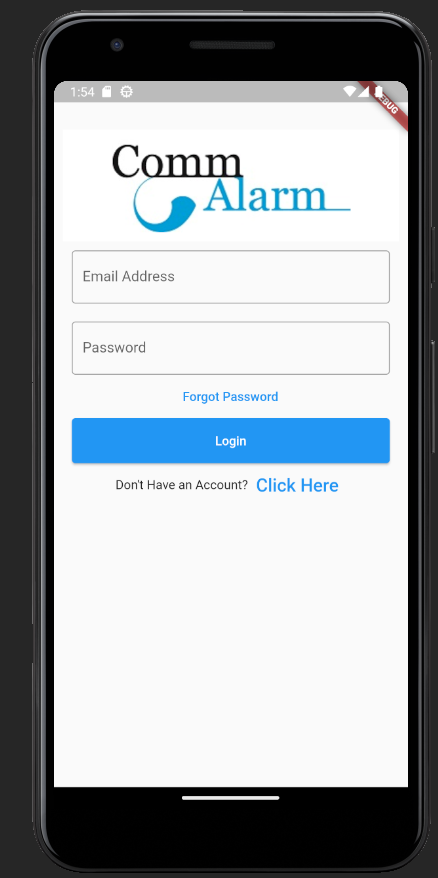 1:54
DEBUG
Comm
Alarm
Email Address
Password
Forgot Password
Login
Don't Have an Account? Click Here